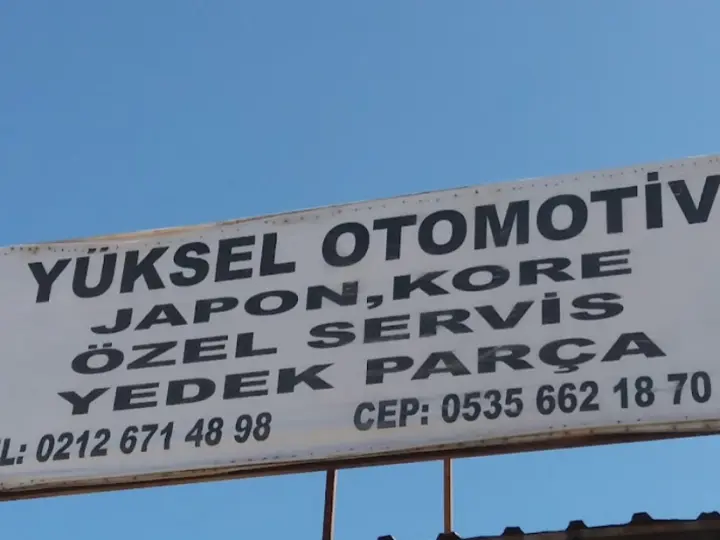 YÜKSEL OTOMOTİV
JAPON,KORE
ÖZEL SERVİS
YEDEK PARÇA
L: 0212 671 48 98 CEP: 0535 662 18 70